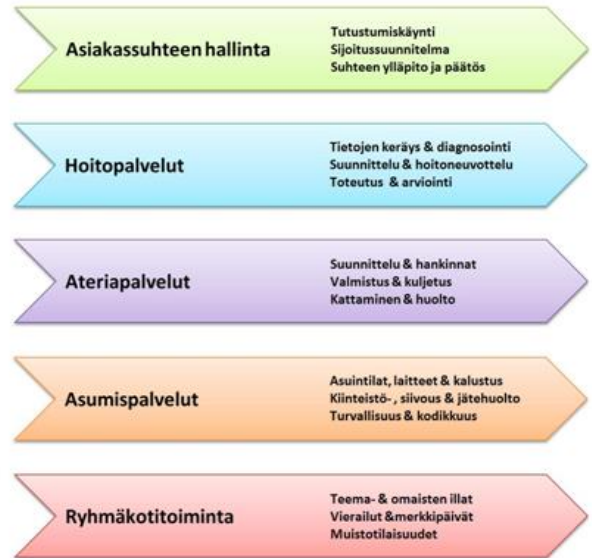 Asiakassuhteen hallinta
Tutustumiskäynti
Sijoitussuunnitelma
Suhteen ylläpito ja päätös
Hoitopalvelut
Tietojen keräys & diagnosointi
Suunnittelu & hoitoneuvottelu
Toteutus & arviointi
Ateriapalvelut
Suunnittelu & hankinnat
Valmistus & kuljetus
Kattaminen & huolto
Asumispalvelut
Asuintilat, laitteet & kalustus
Kiinteistö- , siivous & jätehuolto
Turvallisuus & kodikkuus
Ryhmäkotitoiminta
Teema- & omaisten illat
Vierailut &merkkipäivät
Muistotilaisuudet